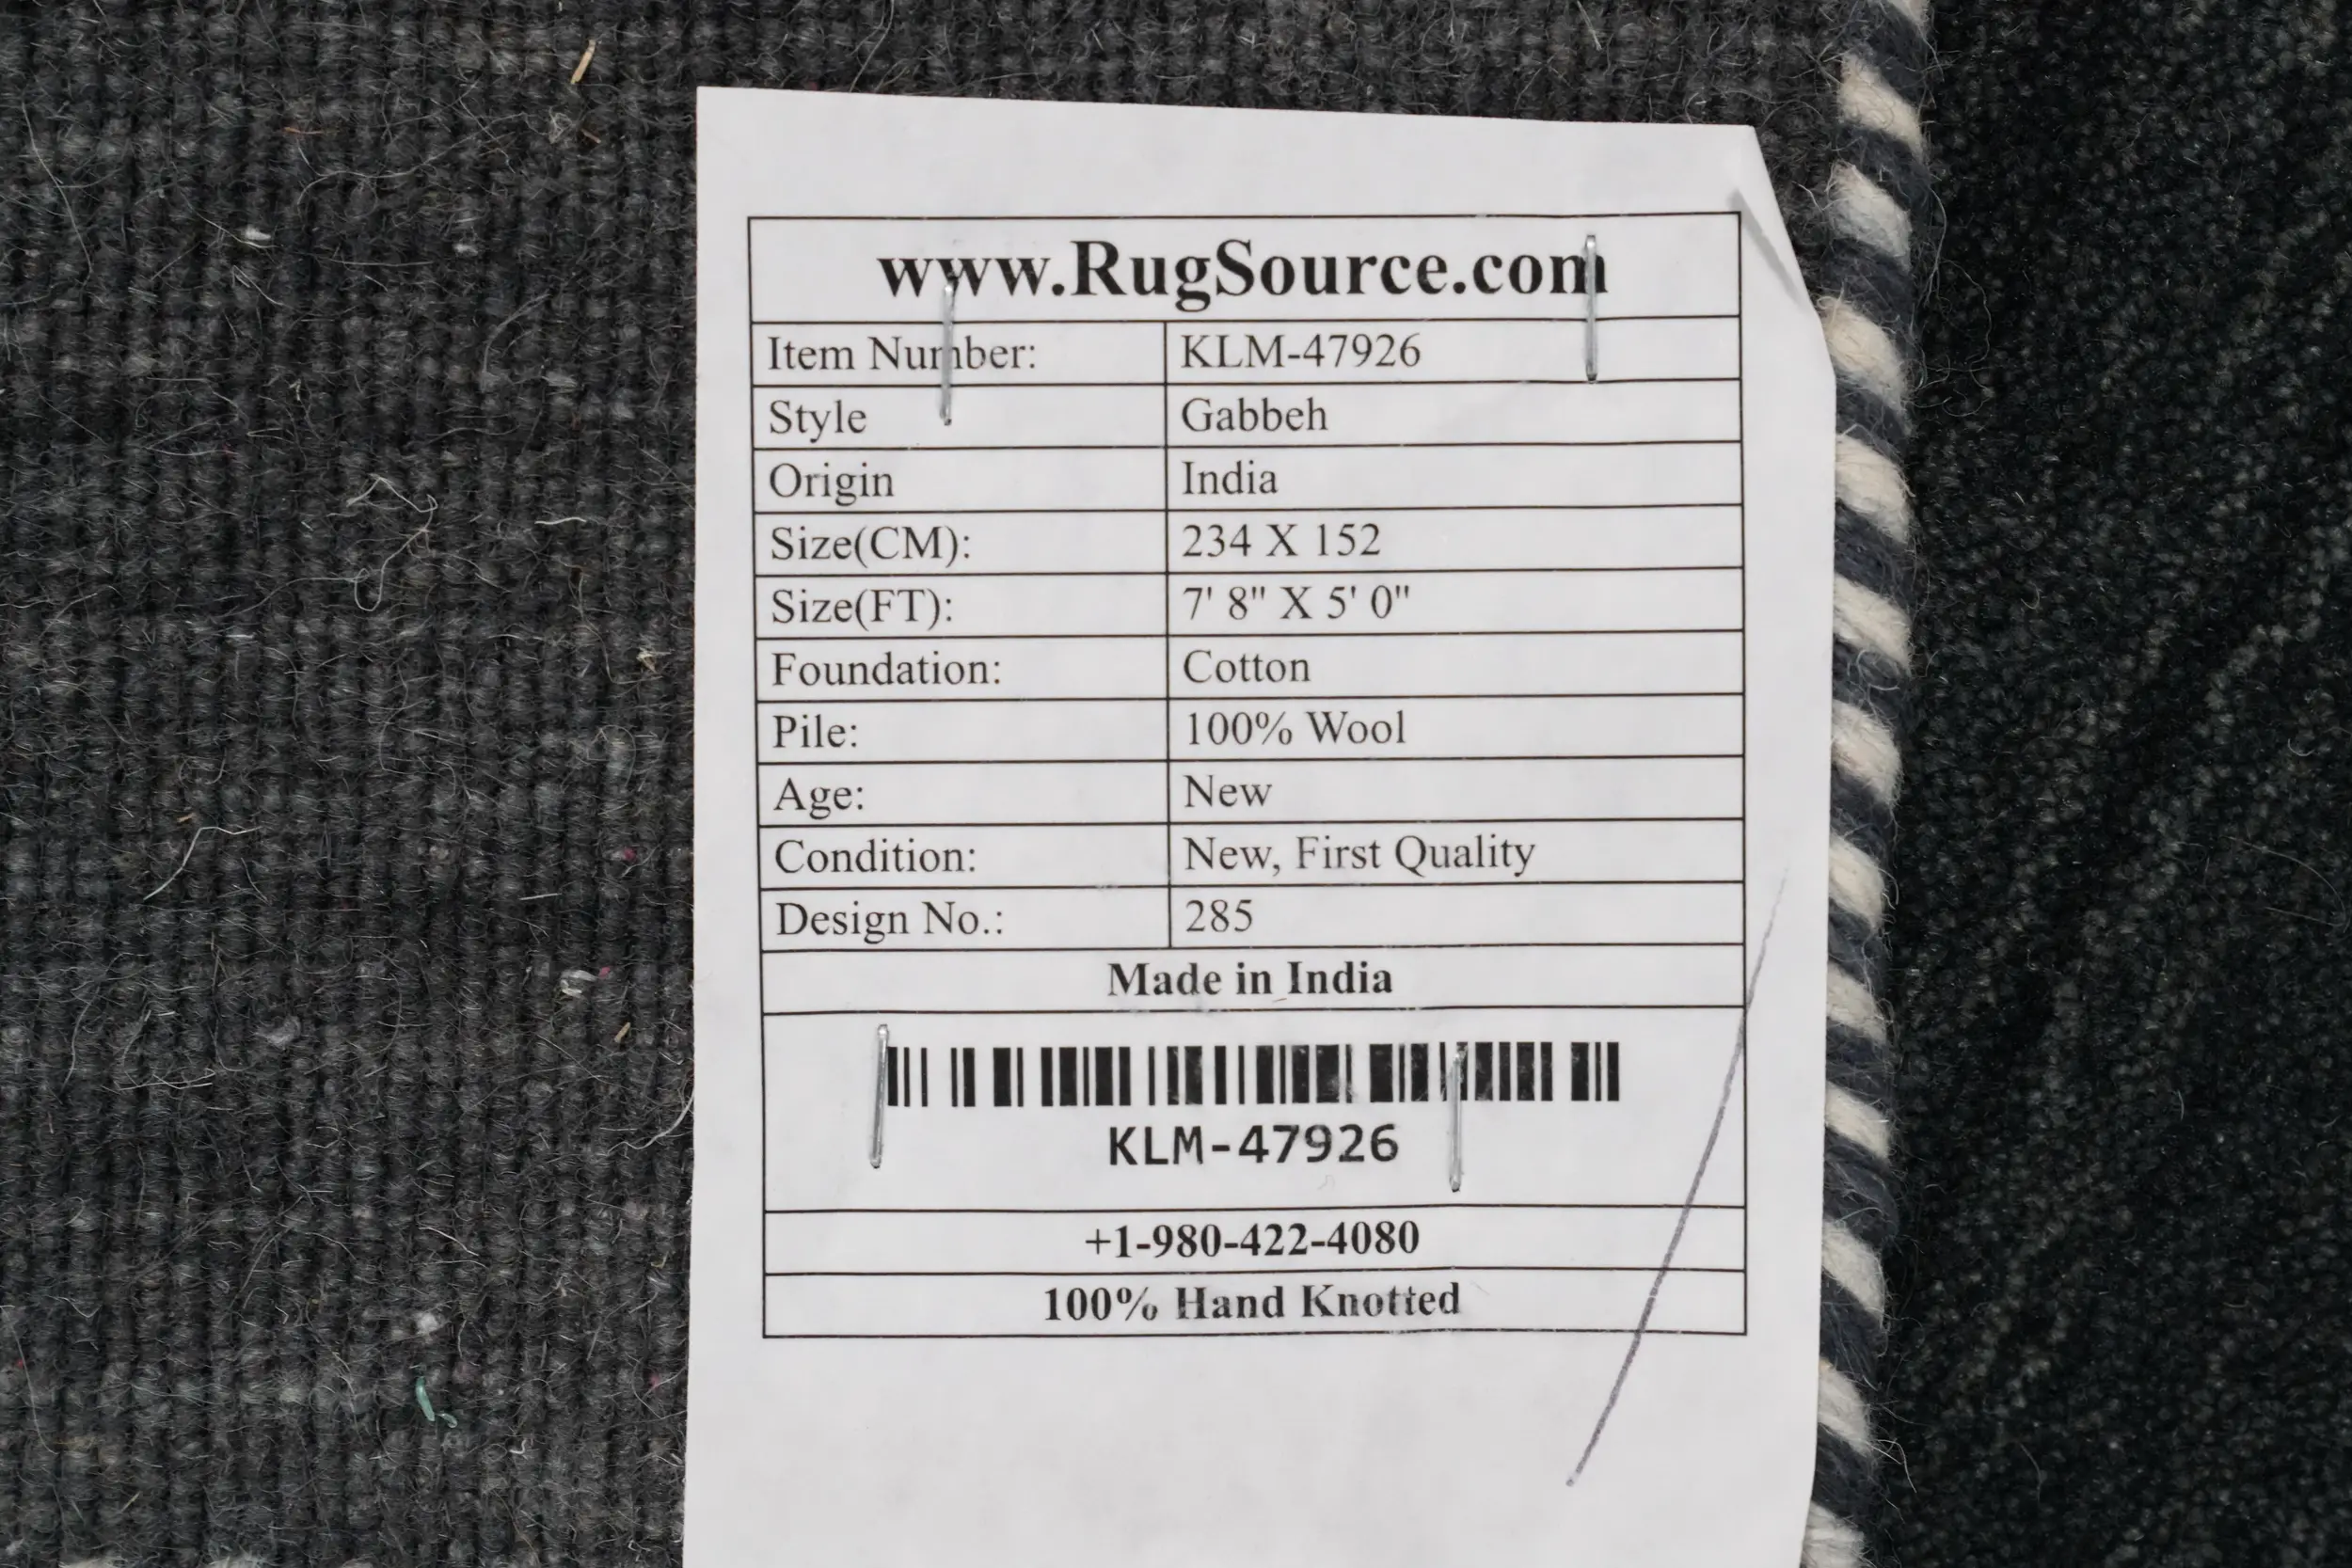 www.RugSource.com
Item Number: KLM-47926
Style Gabbeh
Origin India
Size(CM): 234 X 152
Size(FT): 7' 8" X 5' 0"
Foundation: Cotton
Pile: 100% Wool
Age: New
Condition: New, First Quality
Design No.: 285
Made in India
KLM-47926
+1-980-422-4080
100% Hand Knotted